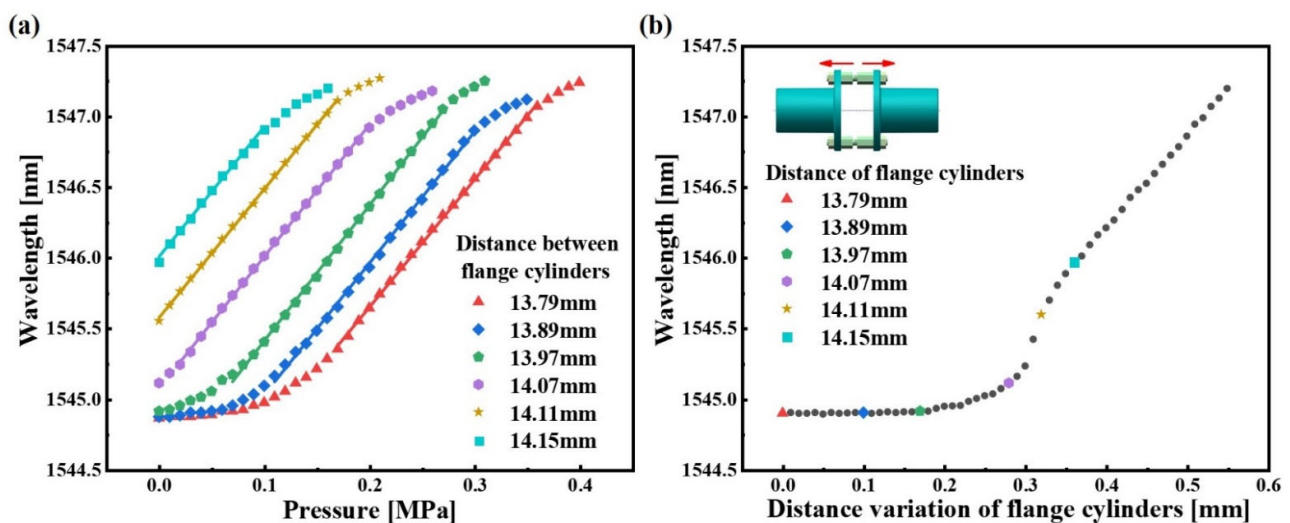 (a)
1547.5
1547.0
1546.5
1546.0
1545.5
1545.0
1544.5
Wavelength [nm]
0.0 0.1 0.2 0.3 0.4
Pressure [MPa]
Distance between
flange cylinders
13.79mm
13.89mm
13.97mm
14.07mm
14.11mm
14.15mm
(b)
1547.5
1547.0
1546.5
1546.0
1545.5
1545.0
1544.5
Wavelength [nm]
0.0 0.1 0.2 0.3 0.4 0.5 0.6
Distance variation of flange cylinders [mm]
Distance of flange cylinders
13.79mm
13.89mm
13.97mm
14.07mm
14.11mm
14.15mm